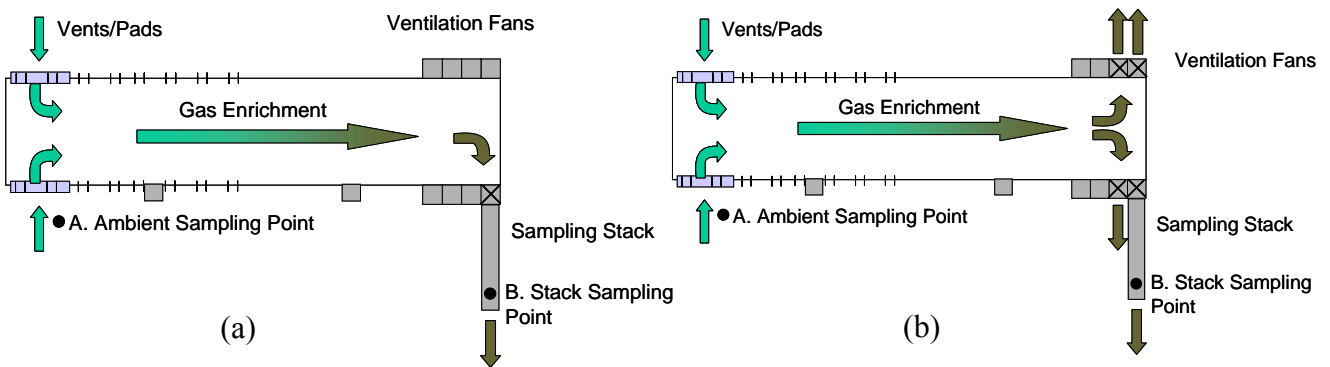 Vents/Pads
Ventilation Fans
Gas Enrichment
A. Ambient Sampling Point
Sampling Stack
B. Stack Sampling
Point
(a)
Vents/Pads
Ventilation Fans
Gas Enrichment
A. Ambient Sampling Point
Sampling Stack
B. Stack Sampling
Point
(b)